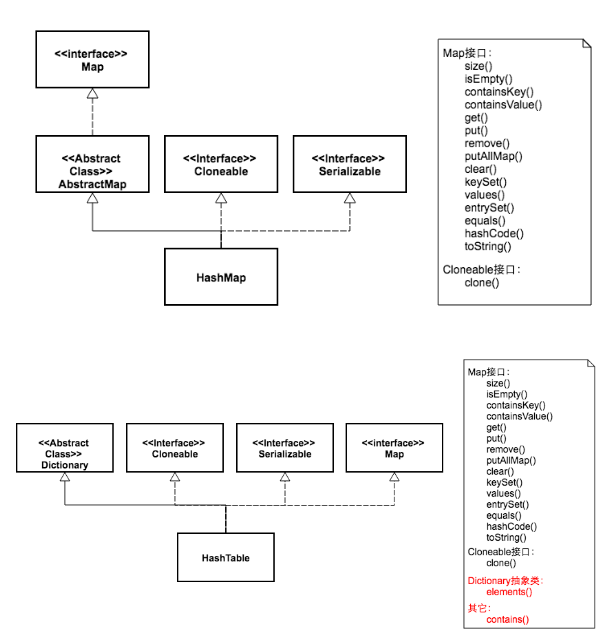 <<interface>>
Map
<<Abstract
Class>>
AbstractMap
<<Interface>>
Cloneable
<<Interface>>
Serializable
HashMap
Map接口:
size()
isEmpty()
containsKey()
containsValue()
get()
put()
remove()
putAllMap()
clear()
keySet()
values()
entrySet()
equals()
hashCode()
toString()
Cloneable接口:
clone()
<<Abstract
Class>>
Dictionary
<<Interface>>
Cloneable
<<Interface>>
Serializable
<<interface>>
Map
HashTable
Map接口:
size()
isEmpty()
containsKey()
containsValue()
get()
put()
remove()
putAllMap()
clear()
keySet()
values()
entrySet()
equals()
hashCode()
toString()
Cloneable接口:
clone()
Dictionary抽象类:
elements()
其它:
contains()